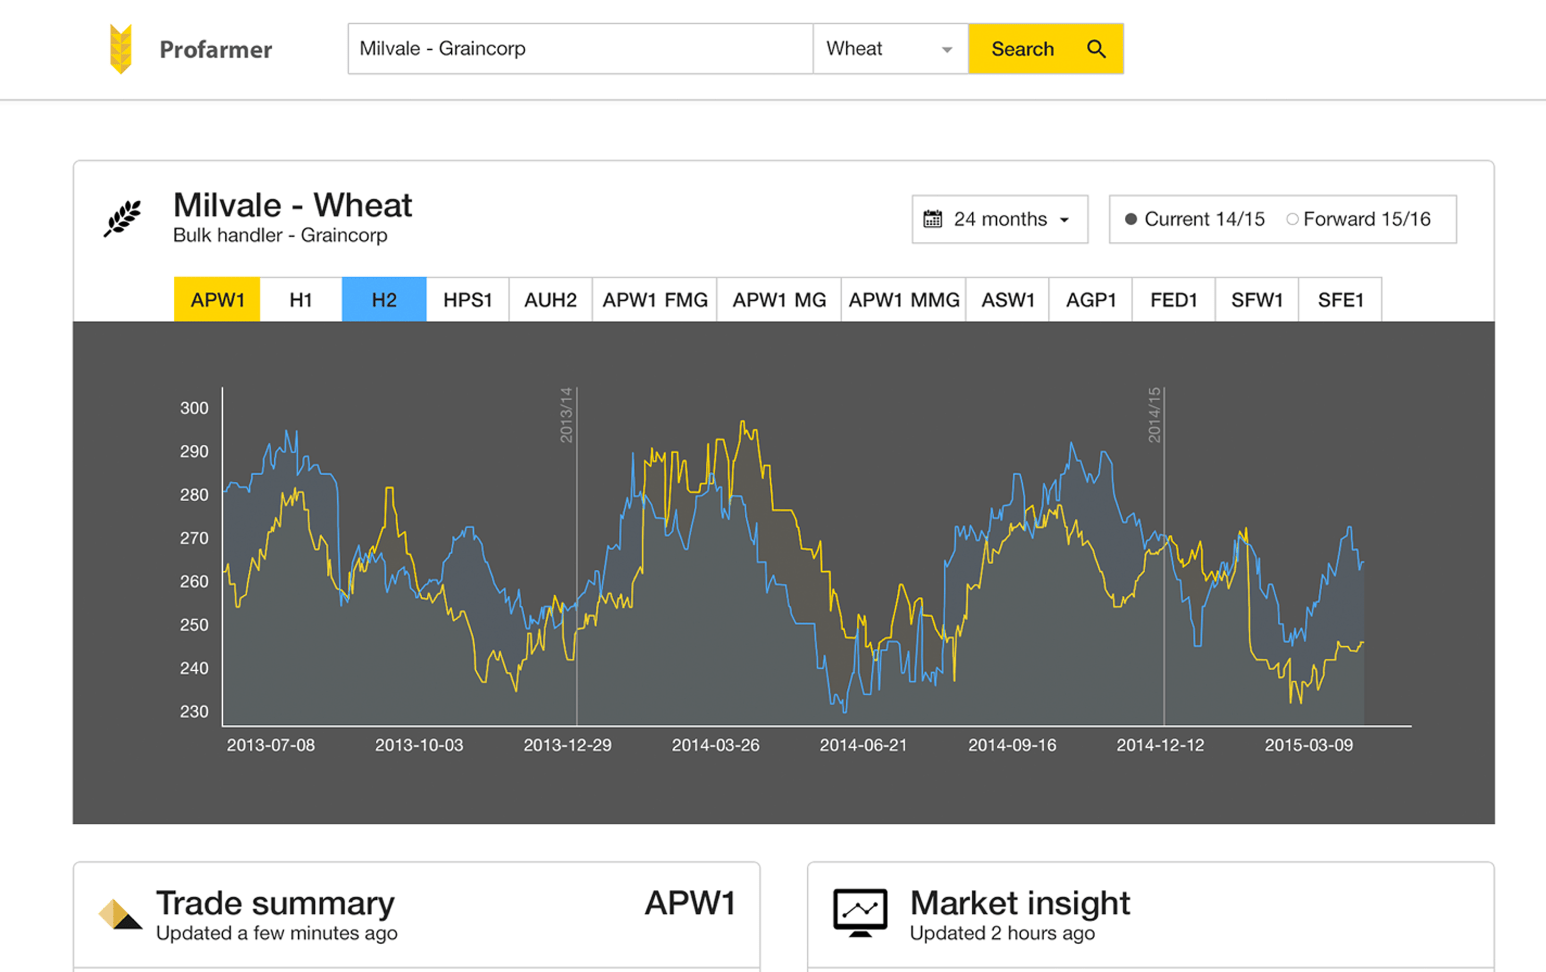 Profarmer
Milvale - Graincorp
Wheat
Search
Milvale - Wheat
Bulk handler - Graincorp
24 months
Current 14/15 Forward 15/16
APW1 H1 H2 HPS1 AUH2 APW1 FMG APW1 MG APW1 MMG ASW1 AGP1 FED1 SFW1 SFE1
2013/14
2014/15
300
290
280
270
260
250
240
230
2013-07-08 2013-10-03 2013-12-29 2014-03-26 2014-06-21 2014-09-16 2014-12-12 2015-03-09
Trade summary
Updated a few minutes ago
APW1
Market insight
Updated 2 hours ago